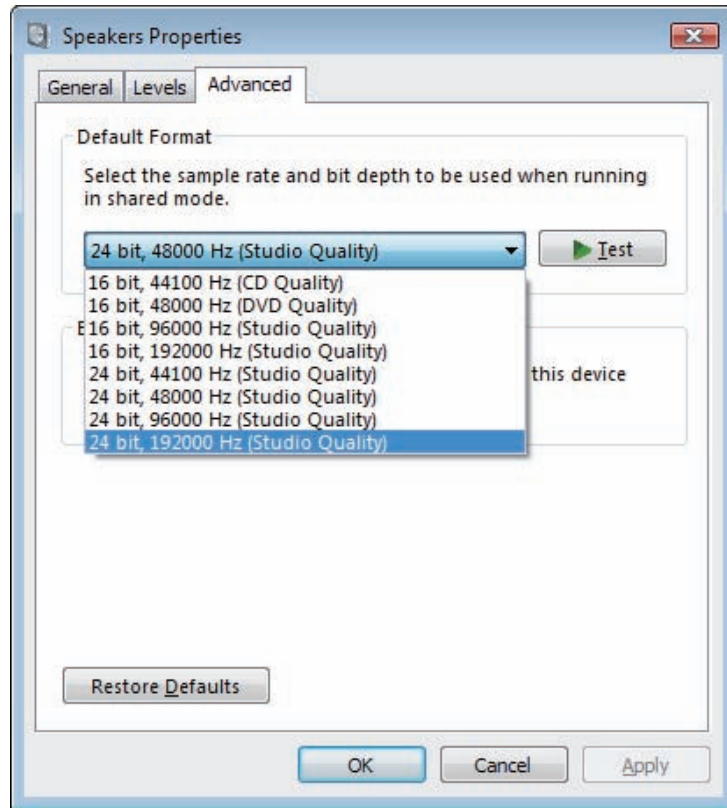 Speakers Properties
General Levels Advanced
Default Format
Select the sample rate and bit depth to be used when running
in shared mode.
24 bit, 48000 Hz (Studio Quality)
Test
16 bit, 44100 Hz (CD Quality)
16 bit, 48000 Hz (DVD Quality)
E
16 bit, 96000 Hz (Studio Quality)
16 bit, 192000 Hz (Studio Quality)
24 bit, 44100 Hz (Studio Quality)
this device
24 bit, 48000 Hz (Studio Quality)
24 bit, 96000 Hz (Studio Quality)
24 bit, 192000 Hz (Studio Quality)
Restore Defaults
OK Cancel Apply